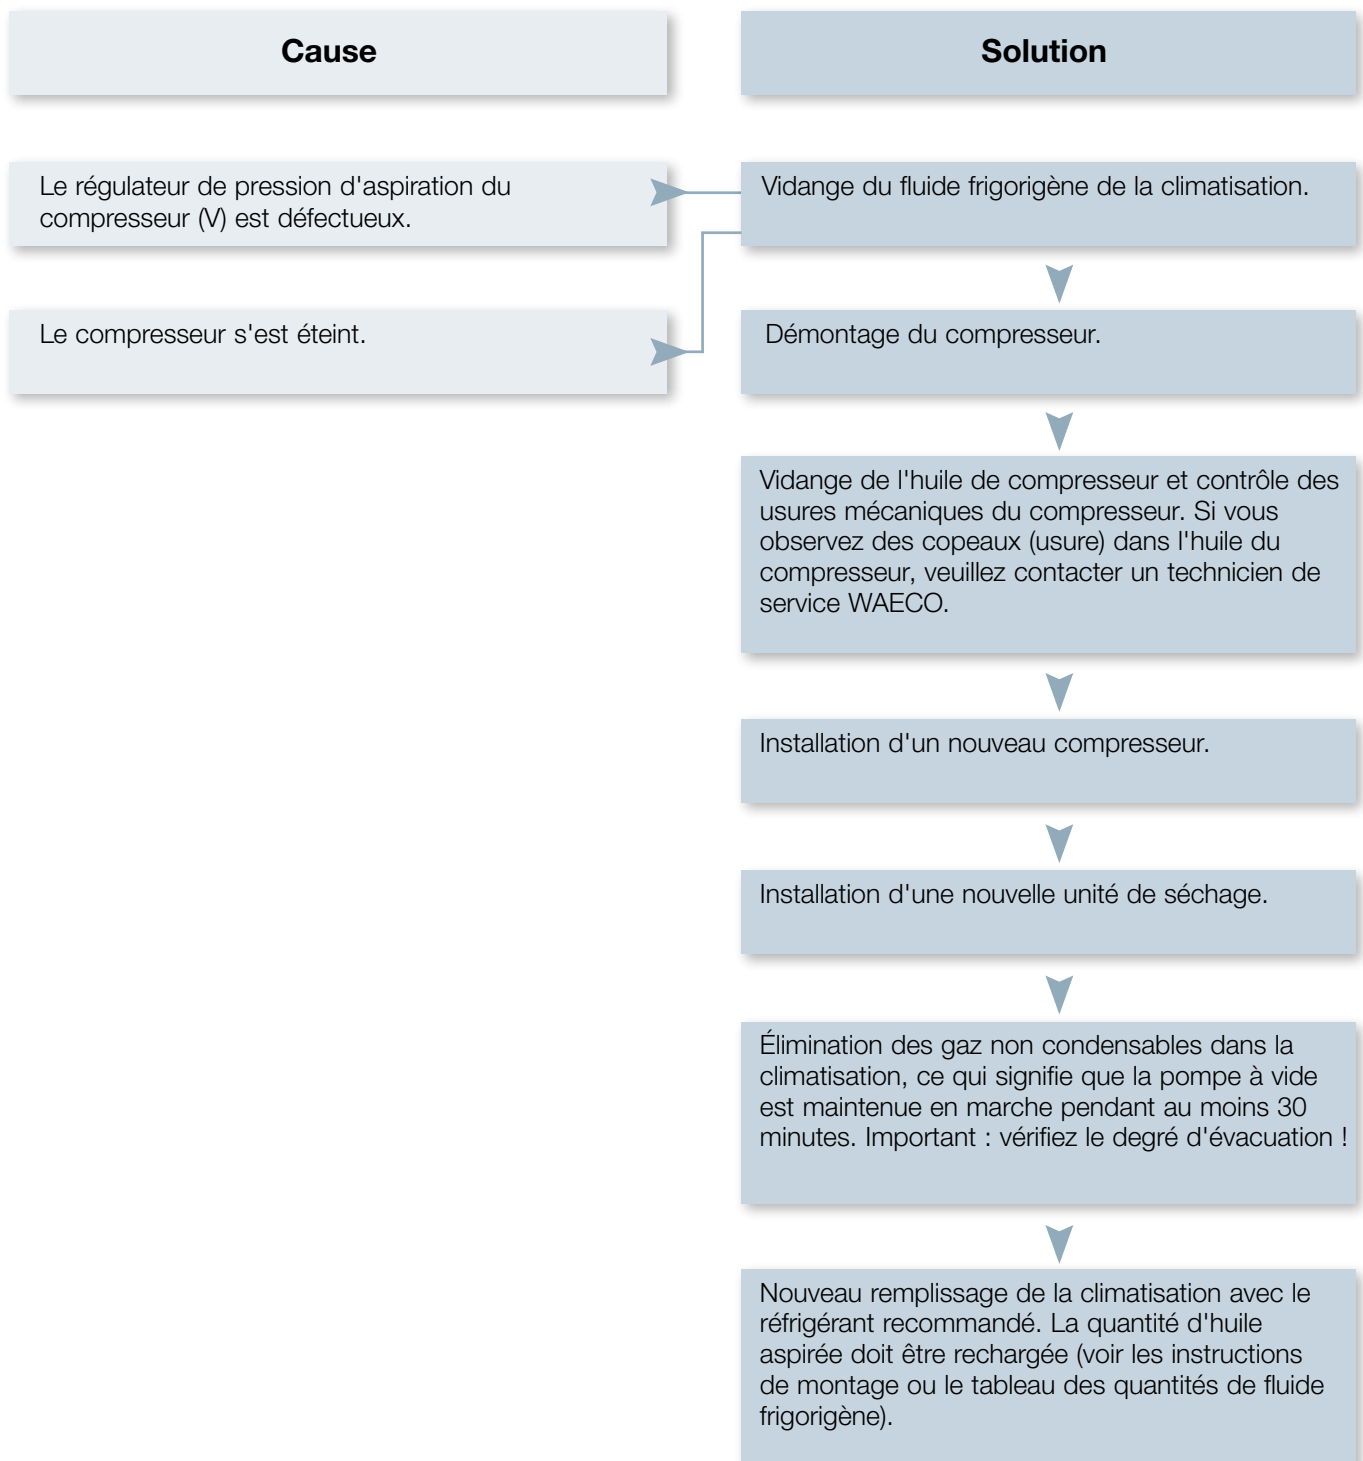 Cause
Solution
Le régulateur de pression d'aspiration du
compresseur (V) est défectueux.
Vidange du fluide frigorigène de la climatisation.
Le compresseur s'est éteint.
Démontage du compresseur.
Vidange de l'huile de compresseur et contrôle des
usures mécaniques du compresseur. Si vous
observez des copeaux (usure) dans l'huile du
compresseur, veuillez contacter un technicien de
service WAECO.
Installation d'un nouveau compresseur.
Installation d'une nouvelle unité de séchage.
Élimination des gaz non condensables dans la
climatisation, ce qui signifie que la pompe à vide
est maintenue en marche pendant au moins 30
minutes. Important : vérifiez le degré d'évacuation !
Nouveau remplissage de la climatisation avec le
réfrigérant recommandé. La quantité d'huile
aspirée doit être rechargée (voir les instructions
de montage ou le tableau des quantités de fluide
frigorigène).